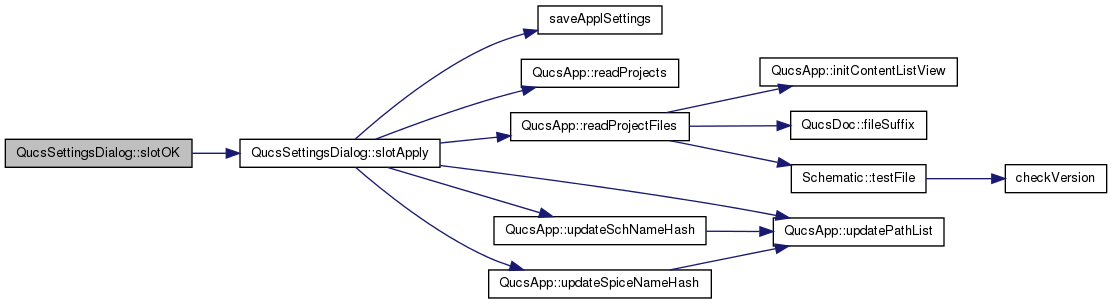 saveApplSettings
QucsApp::readProjects
QucsApp::initContentListView
QucsApp::readProjectFiles
QucsDoc::fileSuffix
QucsSettingsDialog::slotOK
QucsSettingsDialog::slotApply
Schematic::testFile
checkVersion
QucsApp::updateSchNameHash
QucsApp::updatePathList
QucsApp::updateSpiceNameHash